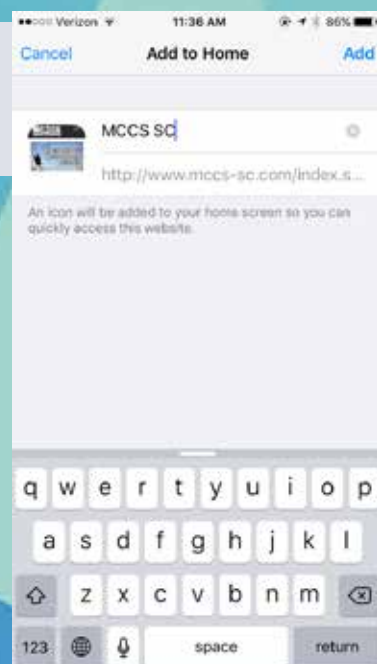 Verizon 11:36 AM 86%
Cancel Add to Home Add
MCCS SC
http://www.mccs-sc.com/index.s...
An icon will be added to your home screen so you can
quickly access this website.
q w e r t y u i o p
a s d f g h j k l
z x c v b n m
123 space return